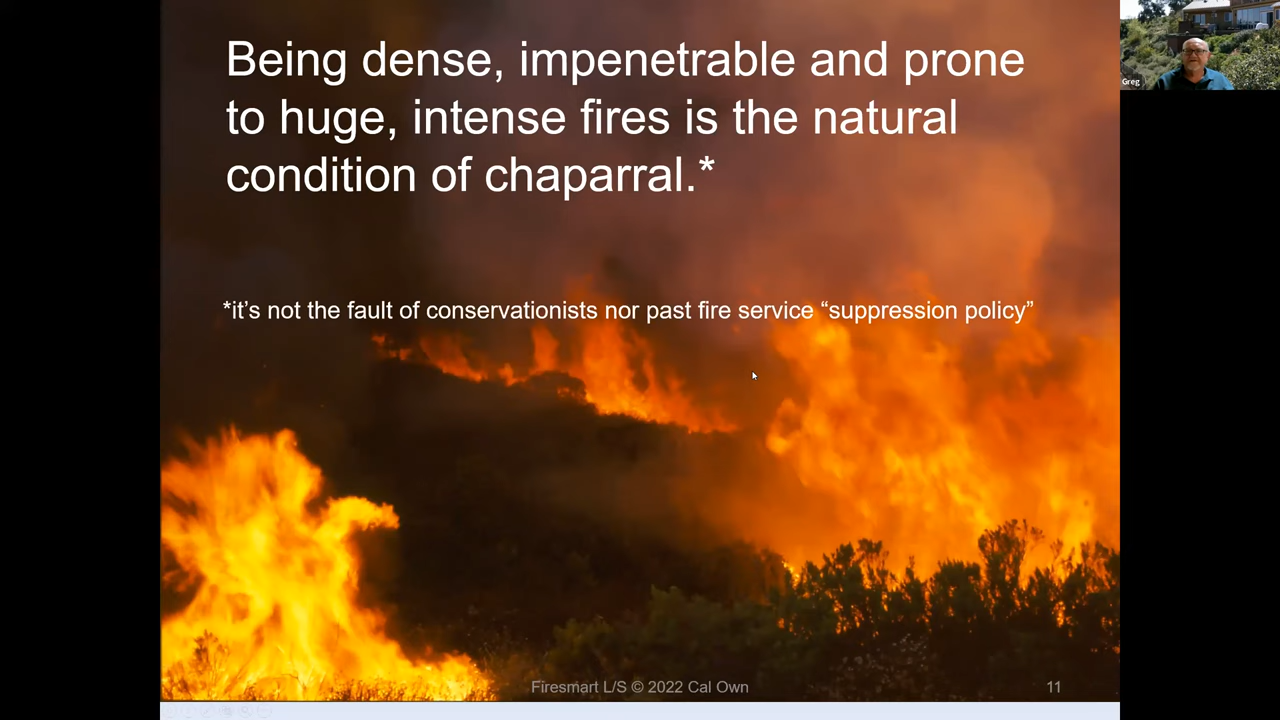 Being dense, impenetrable and prone
to huge, intense fires is the natural
condition of chaparral.*
*it's not the fault of conservationists nor past fire service “suppression policy”
Firesmart L/S © 2022 Cal Own
11
Greg